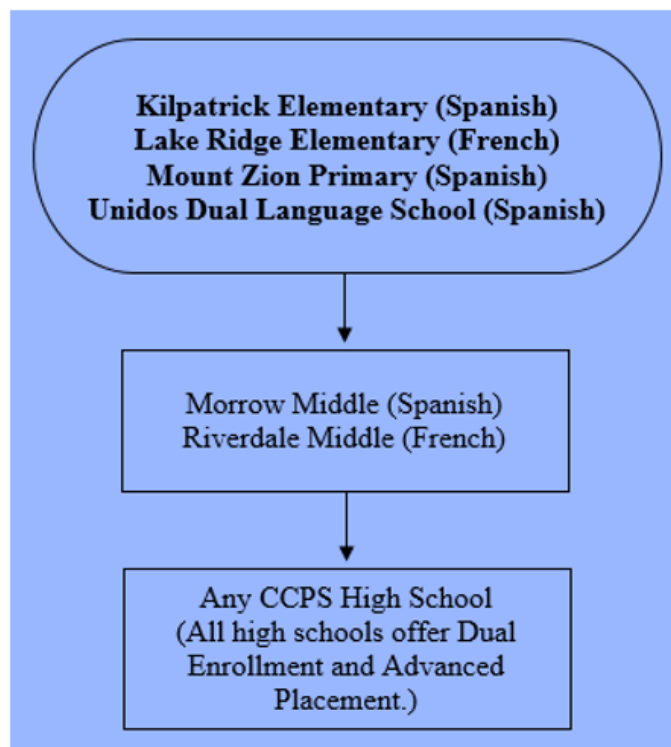 Kilpatrick Elementary (Spanish)
Lake Ridge Elementary (French)
Mount Zion Primary (Spanish)
Unidos Dual Language School (Spanish)
Morrow Middle (Spanish)
Riverdale Middle (French)
Any CCPS High School
(All high schools offer Dual
Enrollment and Advanced
Placement.)